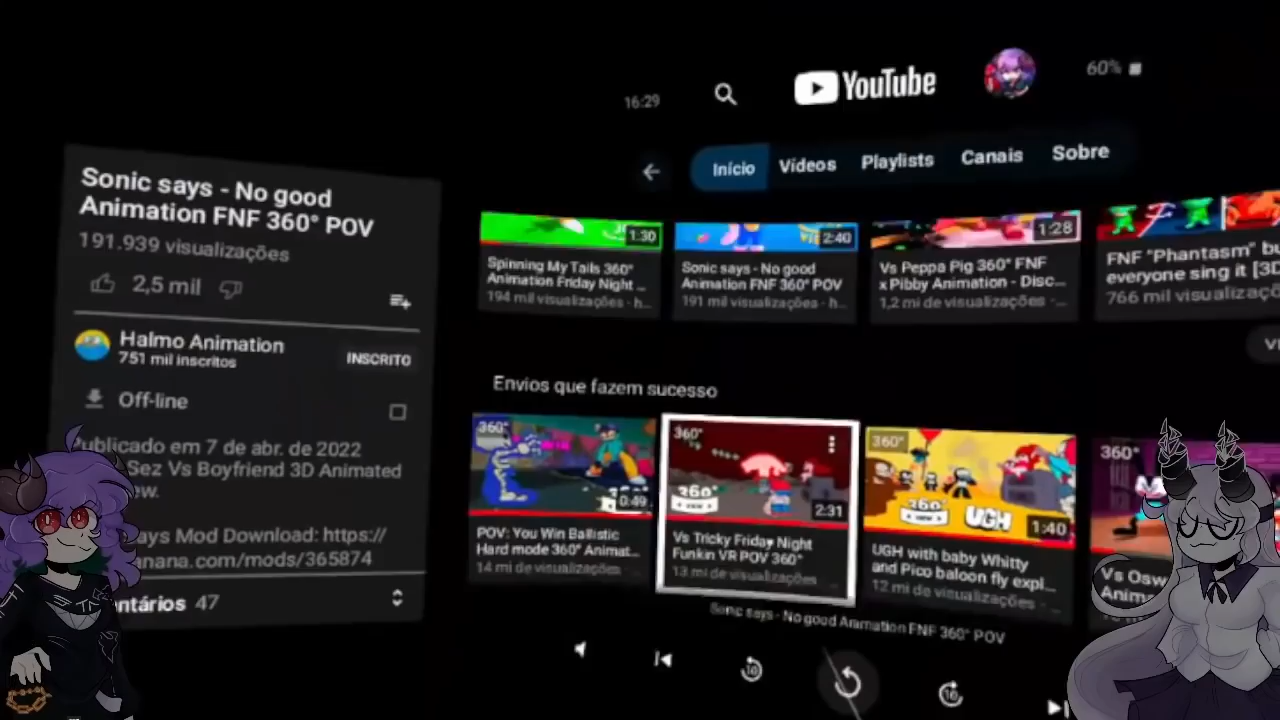 16:29
YouTube
60%
Início
Vídeos
Playlists
Canais
Sobre
Sonic says - No good
Animation FNF 360° POV
191.939 visualizações
2,5 mil
Halmo Animation
751 mil inscritos
INSCRITO
Off-line
Publicado em 7 de abr. de 2022
Sez Vs Boyfriend 3D Animated
ays Mod Download: https://
anana.com/mods/365874
ntários 47
1:30
Spinning My Tails 360°
Animation Friday Night ...
194 mil visualizações · h...
2:40
Sonic says - No good
Animation FNF 360° POV
191 mil visualizações · h...
1:28
Vs Peppa Pig 360° FNF
x Pibby Animation - Disc...
1,2 mi de visualizações · ...
FNF "Phantasm" bu
everyone sing it [3D
766 mil visualizaçõ
Envios que fazem sucesso
360°
0:49
POV: You Win Ballistic
Hard mode 360° Animat...
14 mi de visualizações
360°
360°
2:31
Vs Tricky Friday Night
Funkin VR POV 360°
13 mi de visualizações
360°
360°
UGH
1:40
UGH with baby Whitty
and Pico baloon fly expl...
12 mi de visualizações · ...
360°
Vs Osw
Anima
Sonic says - No good Animation FNF 360° POV
10
10